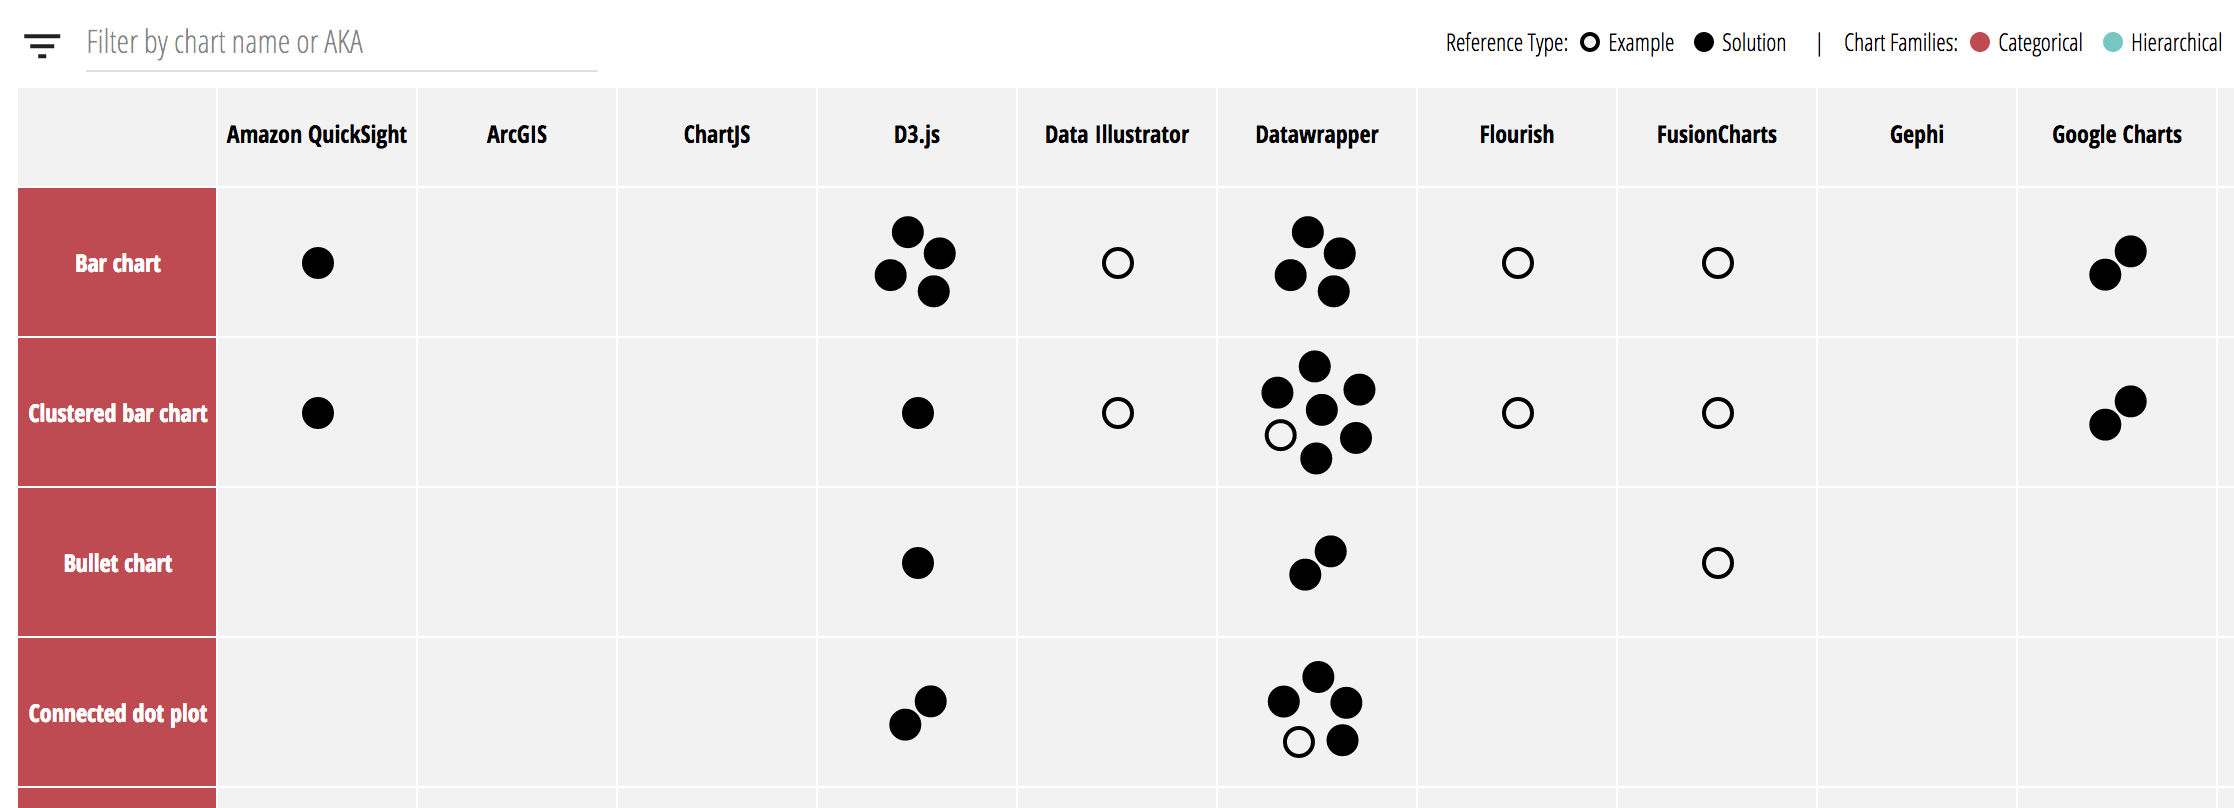 Filter by chart name or AKA
Reference Type: Example Solution | Chart Families: Categorical Hierarchical
Amazon QuickSight ArcGIS ChartJS D3.js Data Illustrator Datawrapper Flourish FusionCharts Gephi Google Charts
Bar chart
Clustered bar chart
Bullet chart
Connected dot plot